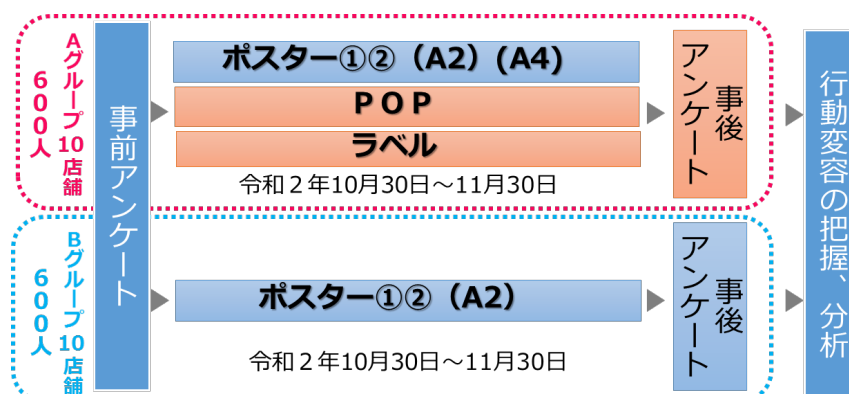 Aグループ10店舗
600人
事前アンケート
ポスター①②（A2）(A4)
ＰＯＰ
ラベル
令和２年10月30日～11月30日
事後
アンケート
行動変容の把握、分析
Bグループ10店舗
600人
ポスター①②（A2）
令和２年10月30日～11月30日
事後
アンケート